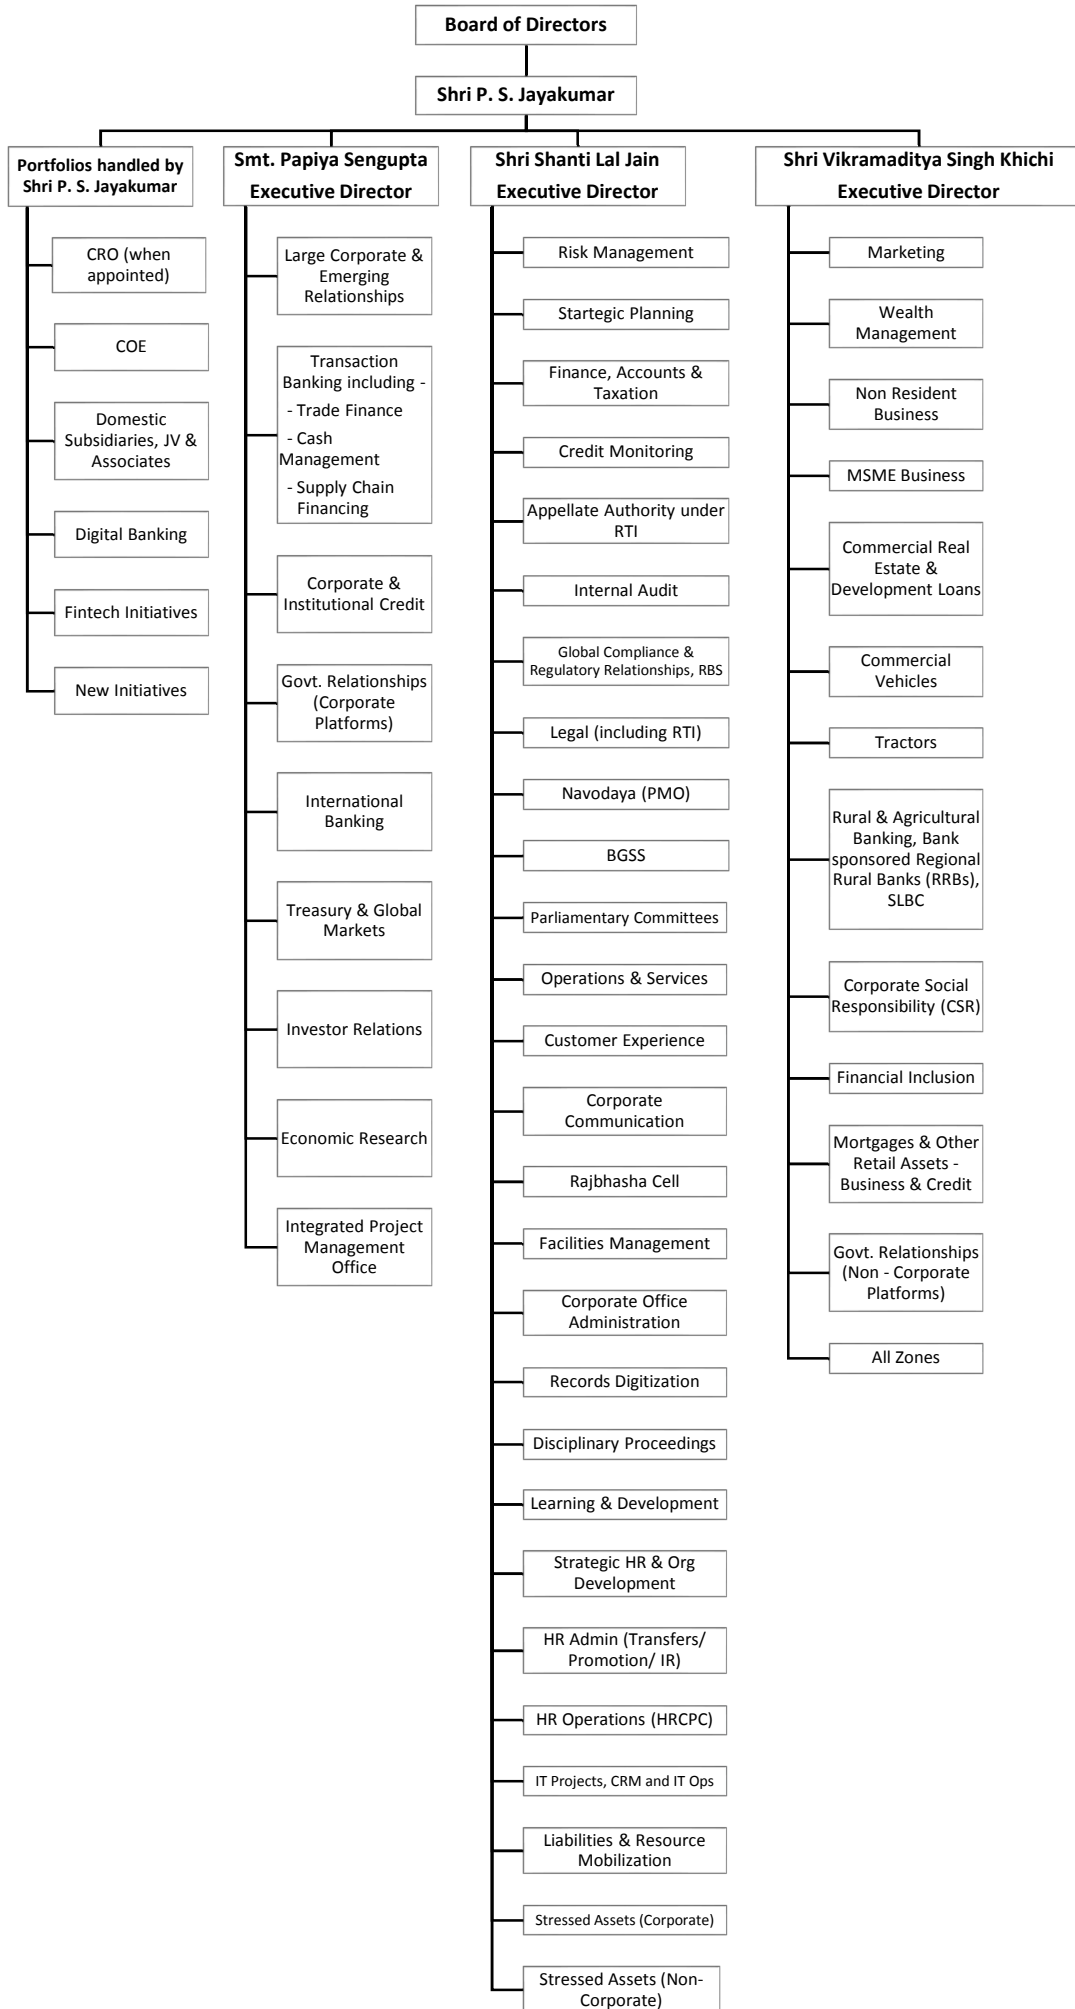 Board of Directors
Shri P. S. Jayakumar
Portfolios handled by
Shri P. S. Jayakumar
CRO (when
appointed)
COE
Domestic
Subsidiaries, JV &
Associates
Digital Banking
Fintech Initiatives
New Initiatives
Smt. Papiya Sengupta
Executive Director
Large Corporate &
Emerging
Relationships
Transaction
Banking including -
- Trade Finance
- Cash
Management
- Supply Chain
Financing
Corporate &
Institutional Credit
Govt. Relationships
(Corporate
Platforms)
International
Banking
Treasury & Global
Markets
Investor Relations
Economic Research
Integrated Project
Management
Office
Shri Shanti Lal Jain
Executive Director
Risk Management
Startegic Planning
Finance, Accounts &
Taxation
Credit Monitoring
Appellate Authority under
RTI
Internal Audit
Global Compliance &
Regulatory Relationships, RBS
Legal (including RTI)
Navodaya (PMO)
BGSS
Parliamentary Committees
Operations & Services
Customer Experience
Corporate
Communication
Rajbhasha Cell
Facilities Management
Corporate Office
Administration
Records Digitization
Disciplinary Proceedings
Learning & Development
Strategic HR & Org
Development
HR Admin (Transfers/
Promotion/ IR)
HR Operations (HRCPC)
IT Projects, CRM and IT Ops
Liabilities & Resource
Mobilization
Stressed Assets (Corporate)
Stressed Assets (Non-
Corporate)
Shri Vikramaditya Singh Khichi
Executive Director
Marketing
Wealth
Management
Non Resident
Business
MSME Business
Commercial Real
Estate &
Development Loans
Commercial
Vehicles
Tractors
Rural & Agricultural
Banking, Bank
sponsored Regional
Rural Banks (RRBs),
SLBC
Corporate Social
Responsibility (CSR)
Financial Inclusion
Mortgages & Other
Retail Assets -
Business & Credit
Govt. Relationships
(Non - Corporate
Platforms)
All Zones